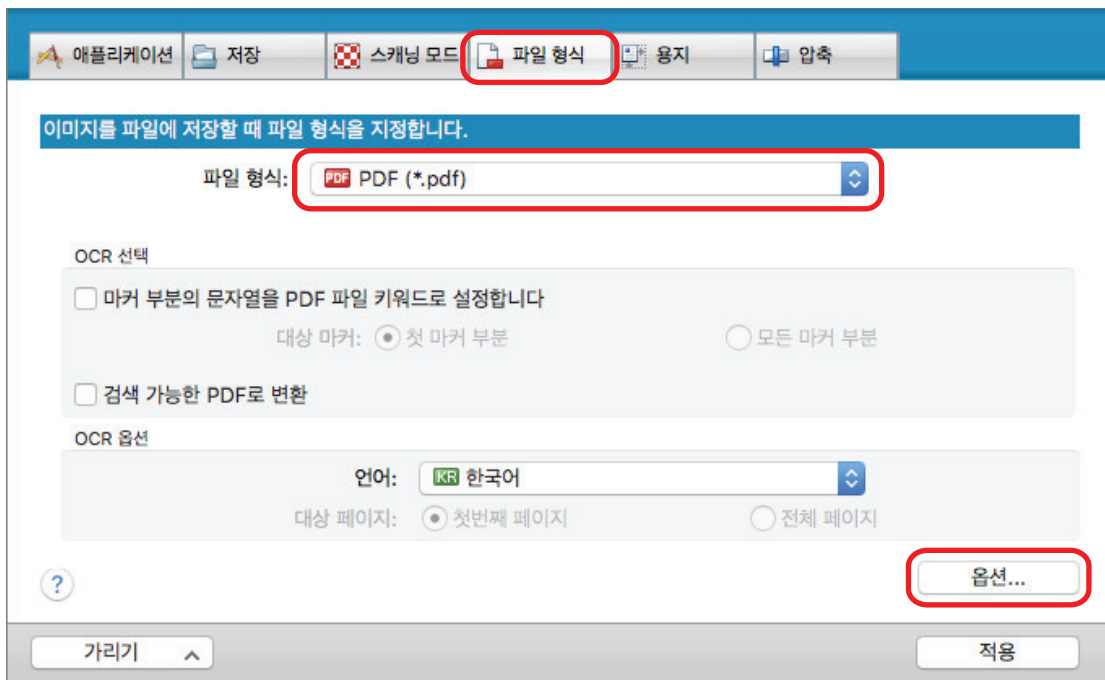 애플리케이션 저장 스캐닝 모드 파일 형식 용지 압축
이미지를 파일에 저장할 때 파일 형식을 지정합니다.
파일 형식: PDF PDF (*.pdf)
OCR 선택
마커 부분의 문자열을 PDF 파일 키워드로 설정합니다
대상 마커: 첫 마커 부분 모든 마커 부분
검색 가능한 PDF로 변환
OCR 옵션
언어: KR 한국어
대상 페이지: 첫번째 페이지 전체 페이지
? 옵션...
가리기 적용